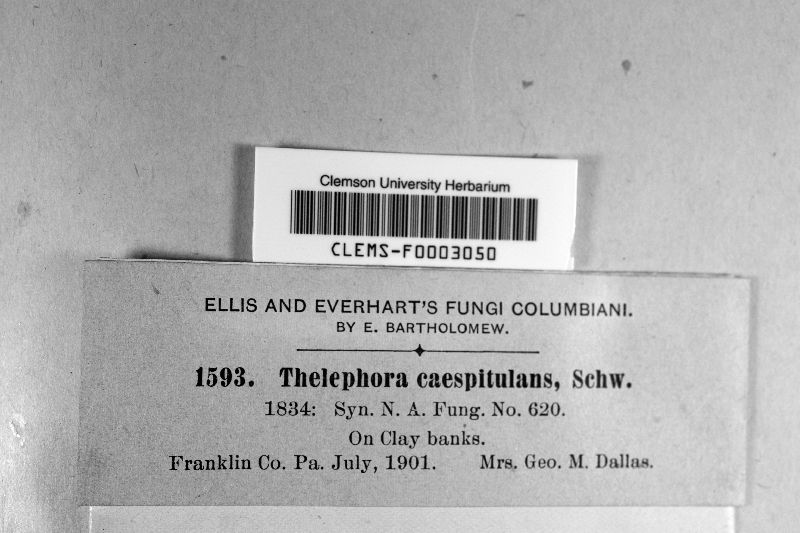 Clemson University Herbarium
CLEMS-F0003050
ELLIS AND EVERHART'S FUNGI COLUMBIANI.
BY E. BARTHOLOMEW.
1593. Thelephora caespitulans, Schw.
1834: Syn. N. A. Fung. No. 620.
On Clay banks.
Franklin Co. Pa. July, 1901. Mrs. Geo. M. Dallas.